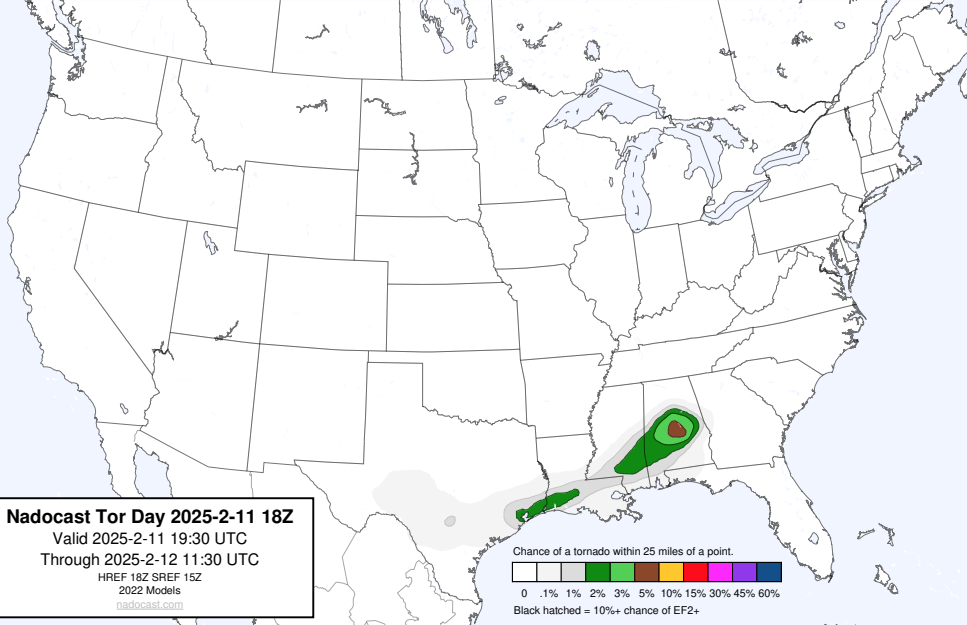 Nadocast Tor Day 2025-2-11 18Z
Valid 2025-2-11 19:30 UTC
Through 2025-2-12 11:30 UTC
HREF 18Z SREF 15Z
2022 Models
nadocast.com
Chance of a tornado within 25 miles of a point.
0 .1% 1% 2% 3% 5% 10% 15% 30% 45% 60%
Black hatched = 10%+ chance of EF2+